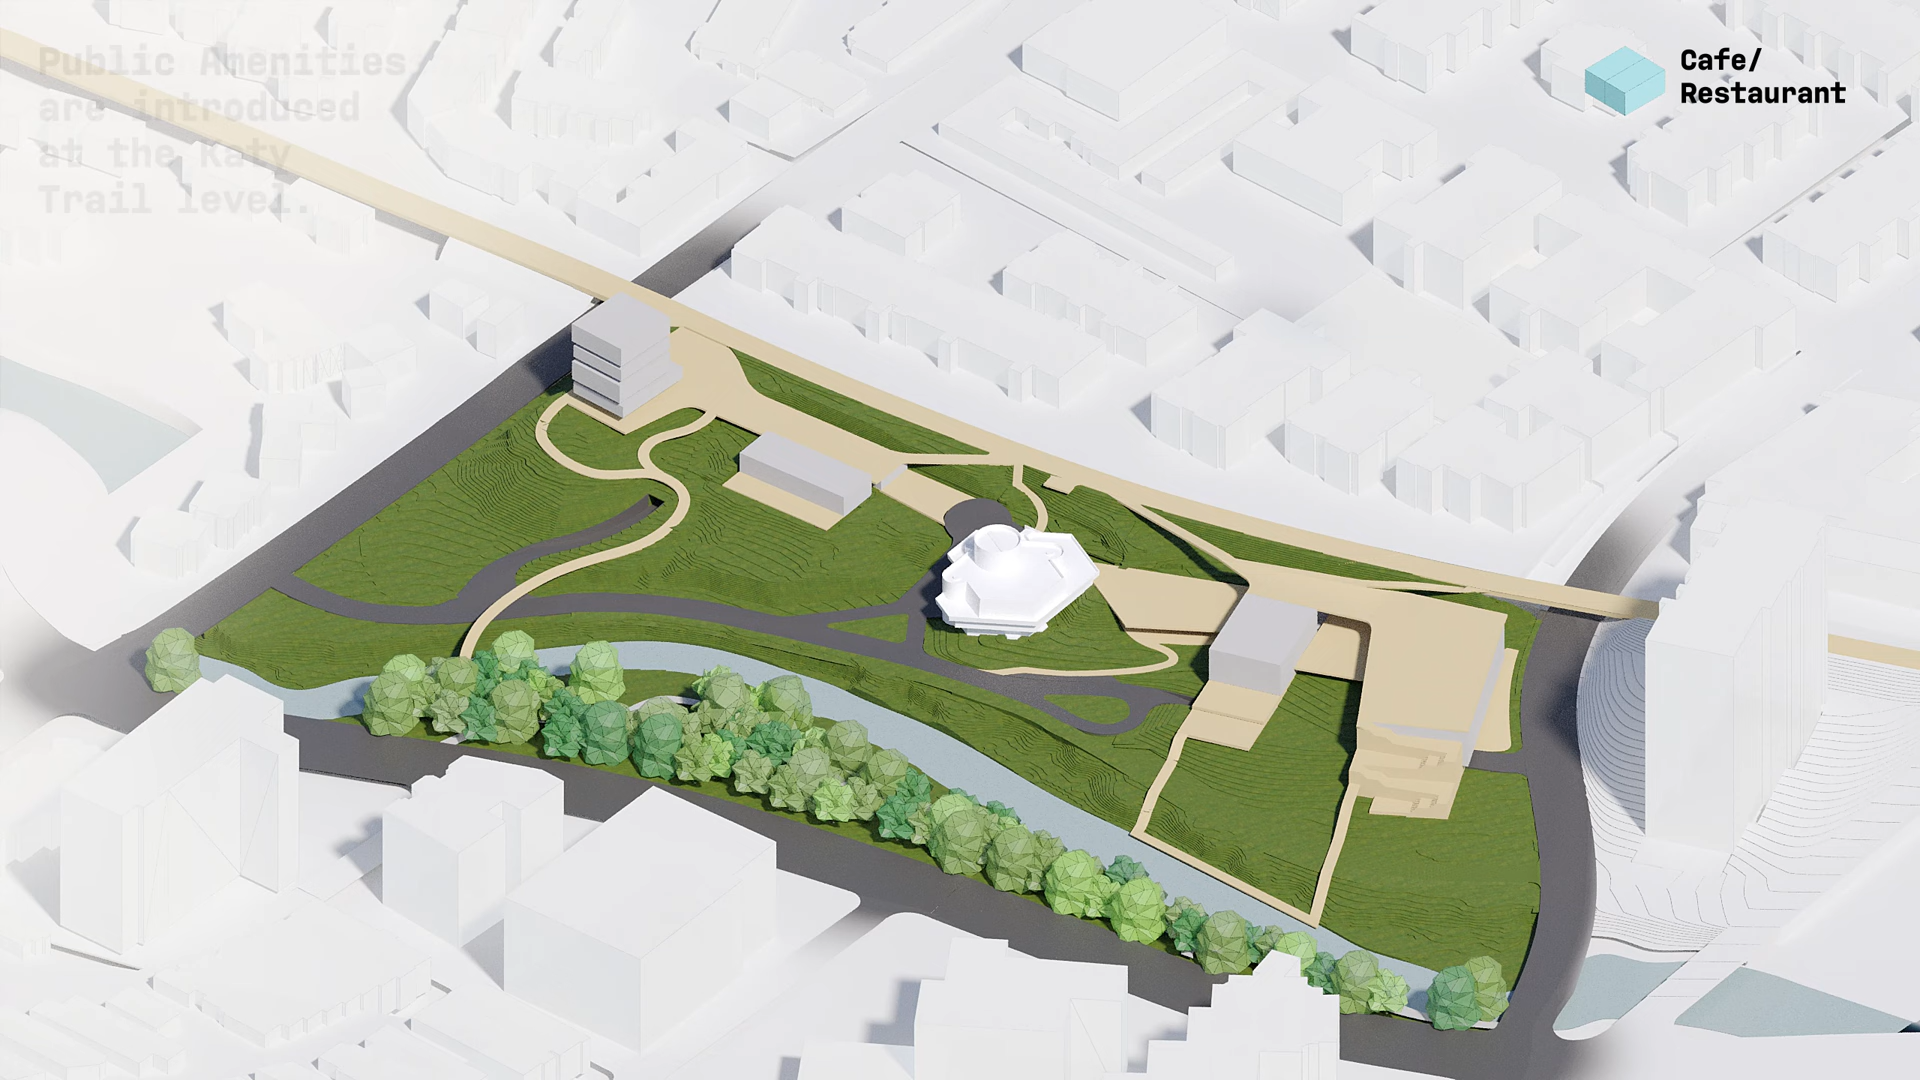 Public Amenities
are introduced
at the Katy
Trail level.
Cafe/
Restaurant